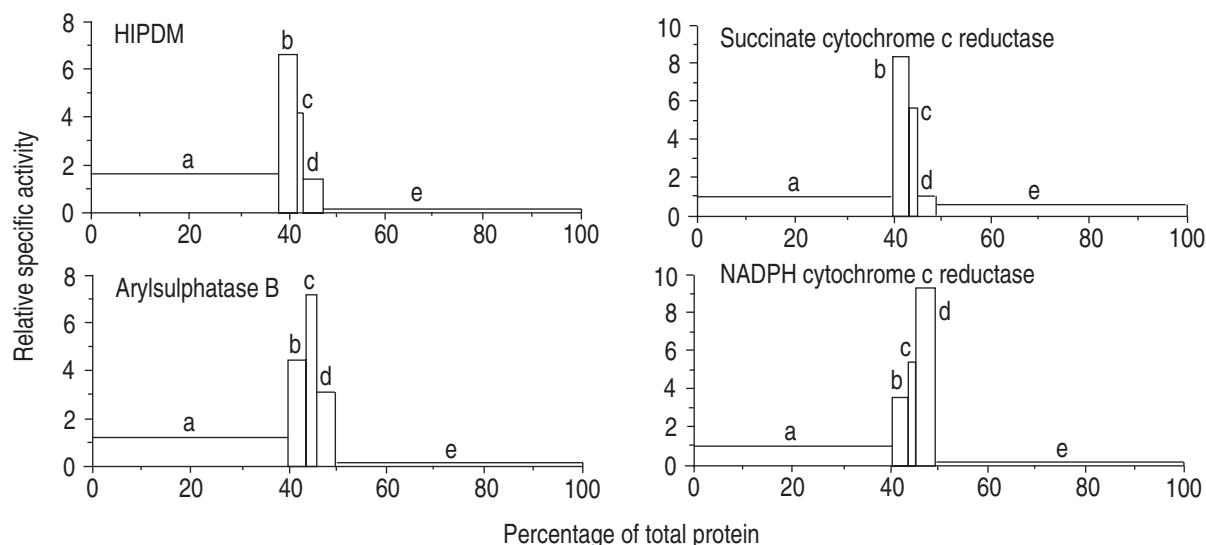 HIPDM
8
6
4
2
0
a
b
c
d
e
0 20 40 60 80 100
Succinate cytochrome c reductase
10
8
6
4
2
0
a
b
c
d
e
0 20 40 60 80 100
Relative specific activity
Arylsulphatase B
8
6
4
2
0
a
b
c
d
e
0 20 40 60 80 100
NADPH cytochrome c reductase
10
8
6
4
2
0
a
b
c
d
e
0 20 40 60 80 100
Percentage of total protein